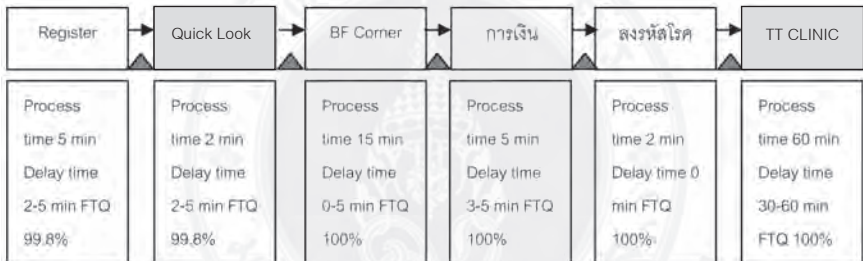 Register
Quick Look
BF Corner
การเงิน
ลงรหัสโรค
TT CLINIC
Process
time 5 min
Delay time
2-5 min FTQ
99.8%
Process
time 2 min
Delay time
2-5 min FTQ
99.8%
Process
time 15 min
Delay time
0-5 min FTQ
100%
Process
time 5 min
Delay time
3-5 min FTQ
100%
Process
time 2 min
Delay time 0
min FTQ
100%
Process
time 60 min
Delay time
30-60 min
FTQ 100%